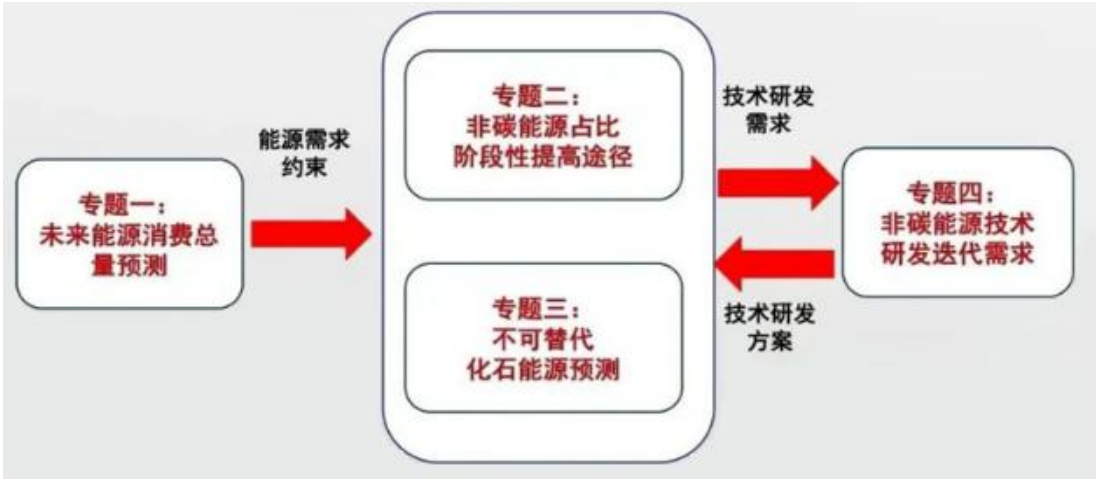 专题一：
未来能源消费总
量预测
能源需求
约束
专题二：
非碳能源占比
阶段性提高途径
专题三：
不可替代
化石能源预测
技术研发
需求
技术研发
方案
专题四：
非碳能源技术
研发迭代需求